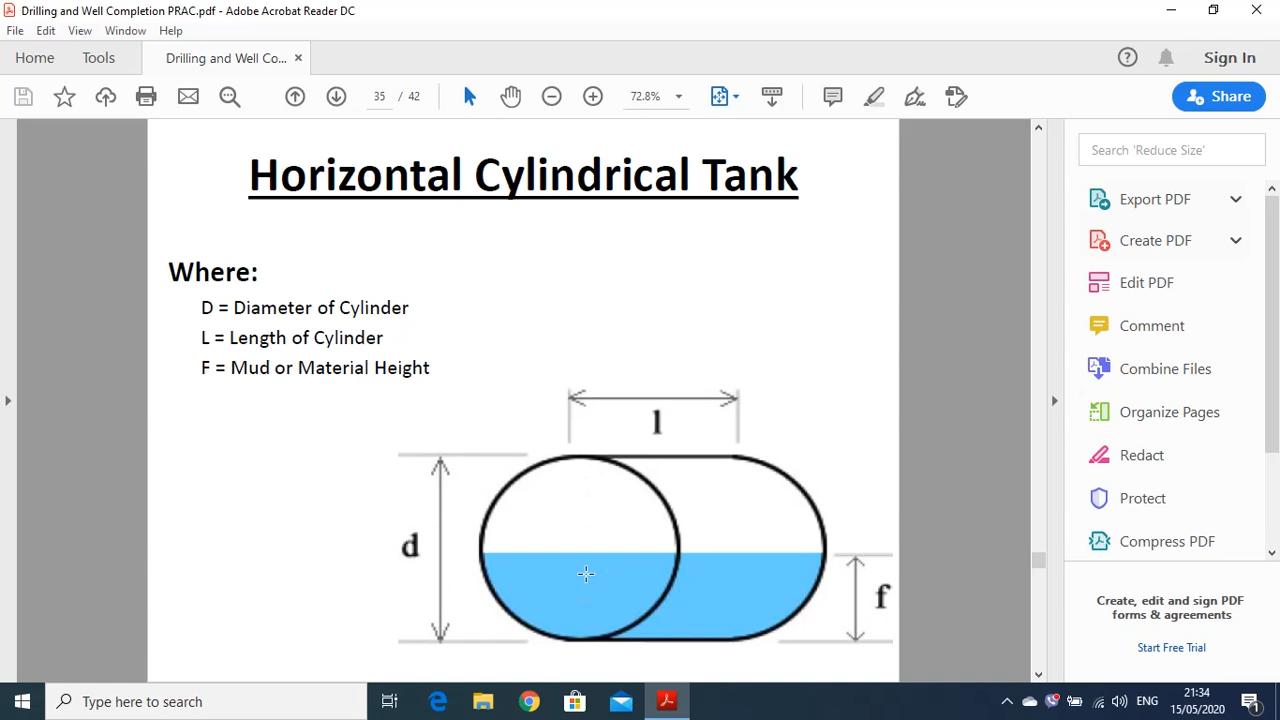 Drilling and Well Completion PRAC.pdf - Adobe Acrobat Reader DC
File Edit View Window Help
Home Tools Drilling and Well Co... × Sign In
35 / 42 72.8% Share
Horizontal Cylindrical Tank
Where:
D = Diameter of Cylinder
L = Length of Cylinder
F = Mud or Material Height
l
d
f
Search 'Reduce Size'
Export PDF
Create PDF
Edit PDF
Comment
Combine Files
Organize Pages
Redact
Protect
Compress PDF
Create, edit and sign PDF
forms & agreements
Start Free Trial
Type here to search
ENG
21:34
15/05/2020
1